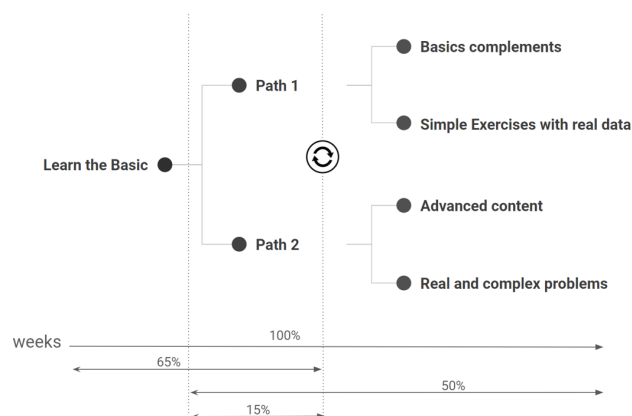 Basics complements
Path 1
Simple Exercises with real data
Learn the Basic
Advanced content
Path 2
Real and complex problems
weeks
100%
65%
50%
15%